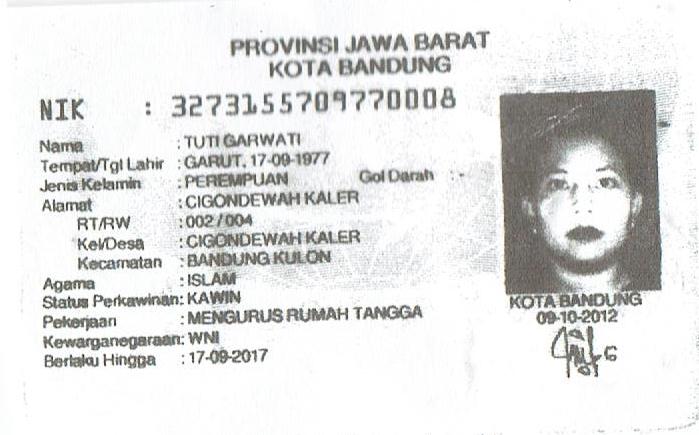 PROVINSI JAWA BARAT
KOTA BANDUNG
NIK : 3273155709770008
Nama : TUTI GARWATI
Tempat/Tgl Lahir : GARUT, 17-09-1977
Jenis Kelamin : PEREMPUAN Gol Darah : -
Alamat : CIGONDEWAH KALER
RT/RW : 002/004
Kel/Desa : CIGONDEWAH KALER
Kecamatan : BANDUNG KULON
Agama : ISLAM
Status Perkawinan: KAWIN
Pekerjaan : MENGURUS RUMAH TANGGA
Kewarganegaraan: WNI
Berlaku Hingga : 17-09-2017
KOTA BANDUNG
09-10-2012